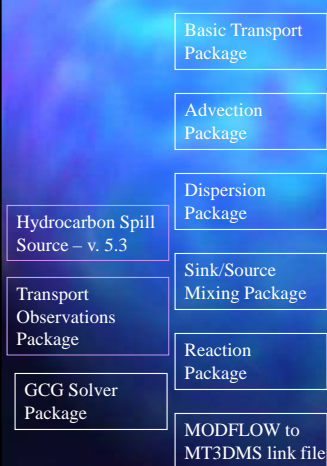 Basic Transport
Package
Advection
Package
Dispersion
Package
Hydrocarbon Spill
Source – v. 5.3
Sink/Source
Mixing Package
Transport
Observations
Package
Reaction
Package
GCG Solver
Package
MODFLOW to
MT3DMS link file